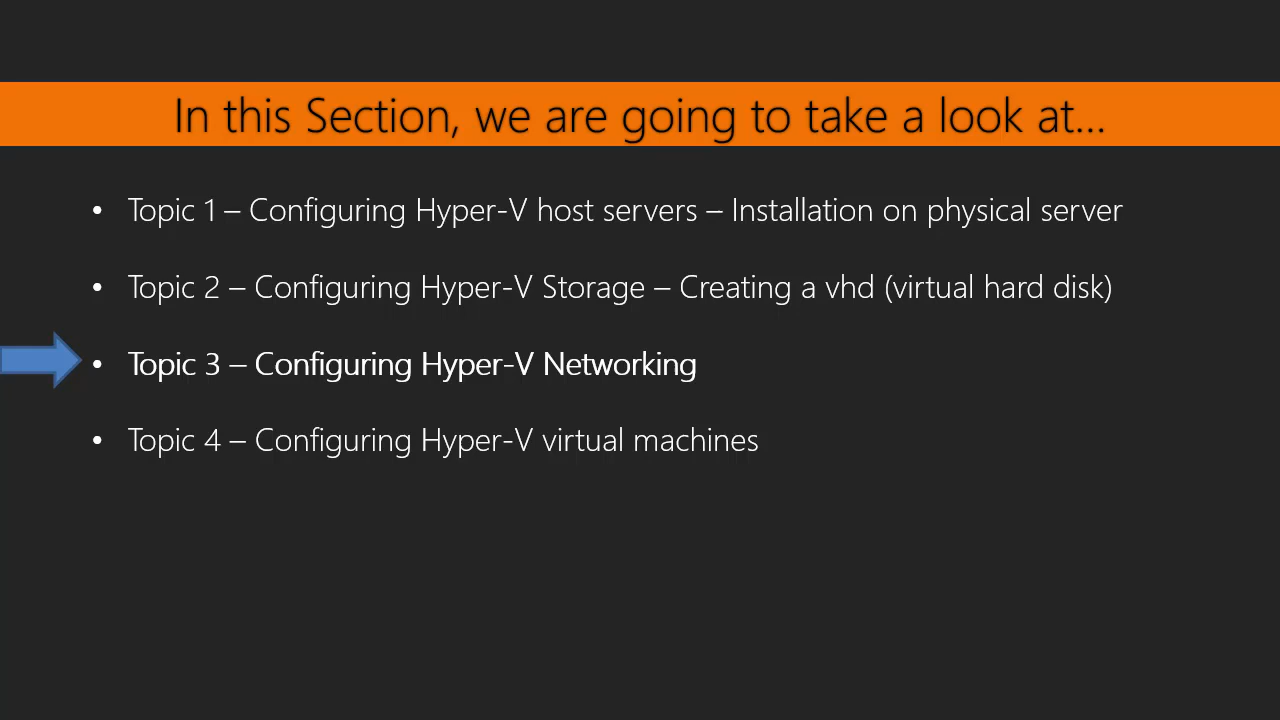 In this Section, we are going to take a look at...
• Topic 1 – Configuring Hyper-V host servers – Installation on physical server
• Topic 2 – Configuring Hyper-V Storage – Creating a vhd (virtual hard disk)
• Topic 3 – Configuring Hyper-V Networking
• Topic 4 – Configuring Hyper-V virtual machines